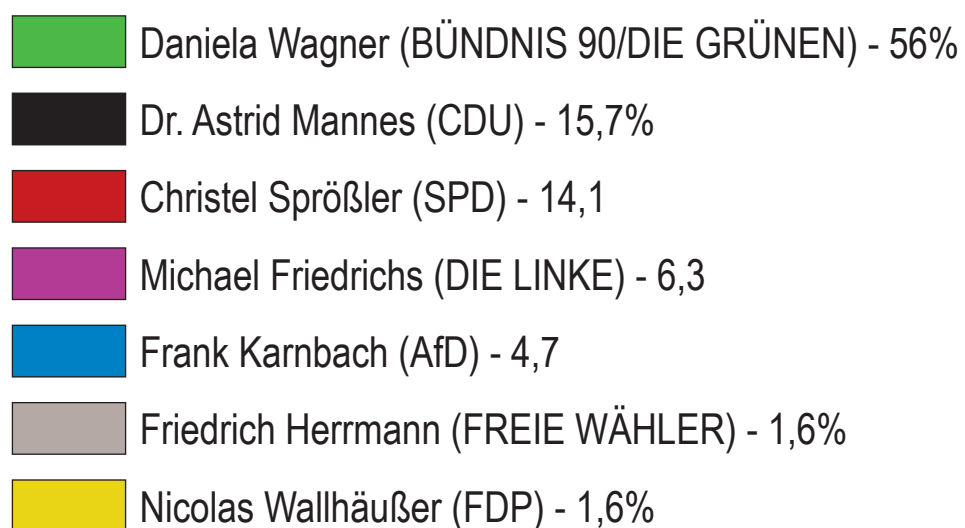 Daniela Wagner (BÜNDNIS 90/DIE GRÜNEN) - 56%
Dr. Astrid Mannes (CDU) - 15,7%
Christel Sprößler (SPD) - 14,1
Michael Friedrichs (DIE LINKE) - 6,3
Frank Karnbach (AfD) - 4,7
Friedrich Herrmann (FREIE WÄHLER) - 1,6%
Nicolas Wallhäußer (FDP) - 1,6%